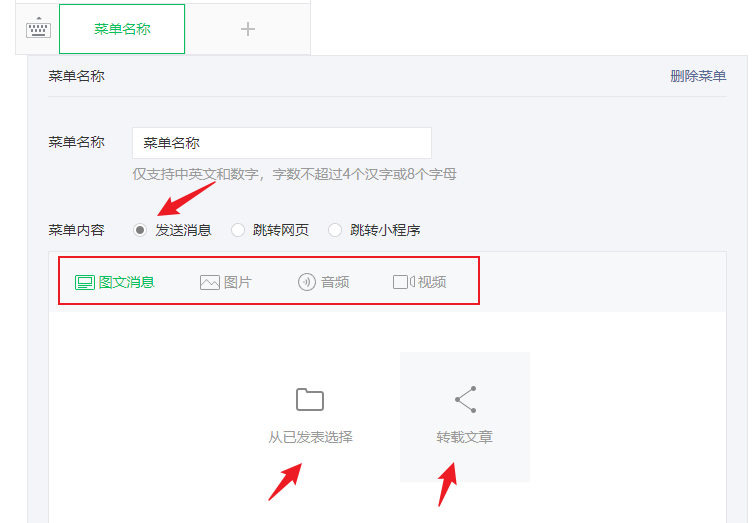 菜单名称
菜单名称 删除菜单
菜单名称 菜单名称
仅支持中英文和数字，字数不超过4个汉字或8个字母
菜单内容 发送消息 跳转网页 跳转小程序
图文消息 图片 音频 视频
从已发表选择 转载文章